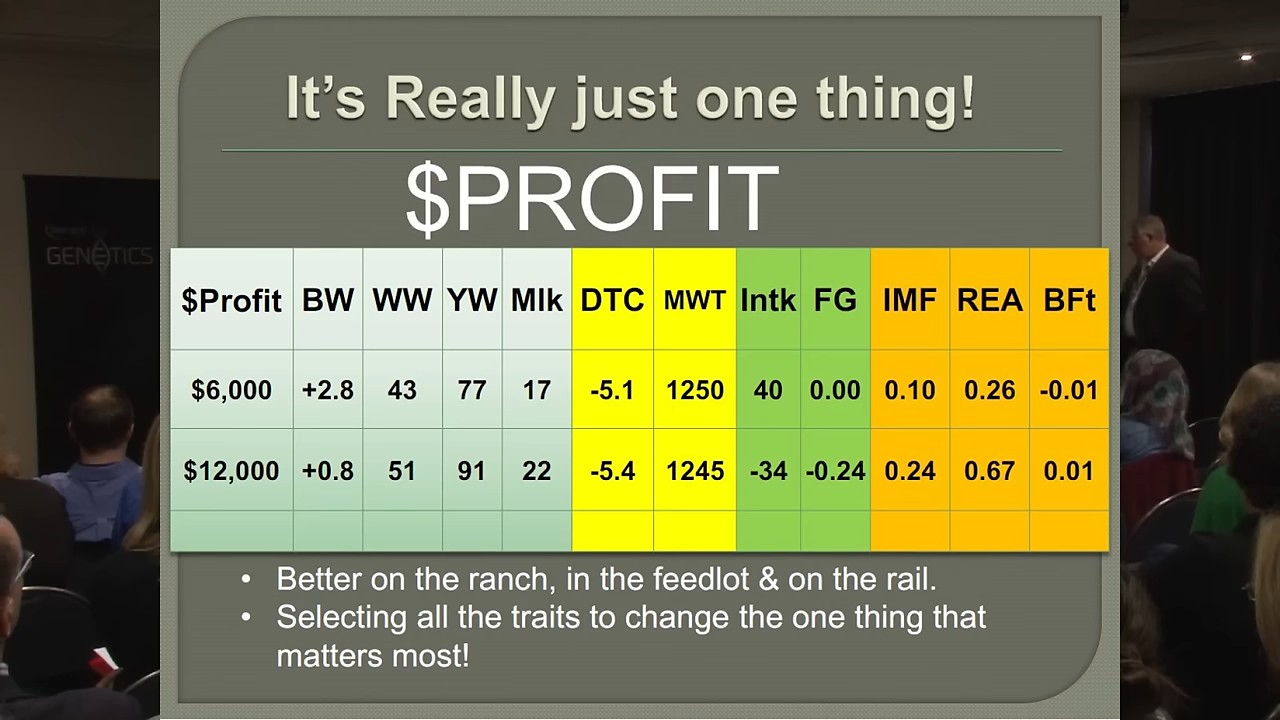 It's Really just one thing!
$PROFIT
$Profit BW WW YW Mlk DTC MWT Intk FG IMF REA BFt
$6,000 +2.8 43 77 17 -5.1 1250 40 0.00 0.10 0.26 -0.01
$12,000 +0.8 51 91 22 -5.4 1245 -34 -0.24 0.24 0.67 0.01
• Better on the ranch, in the feedlot & on the rail.
• Selecting all the traits to change the one thing that
matters most!
GENETICS